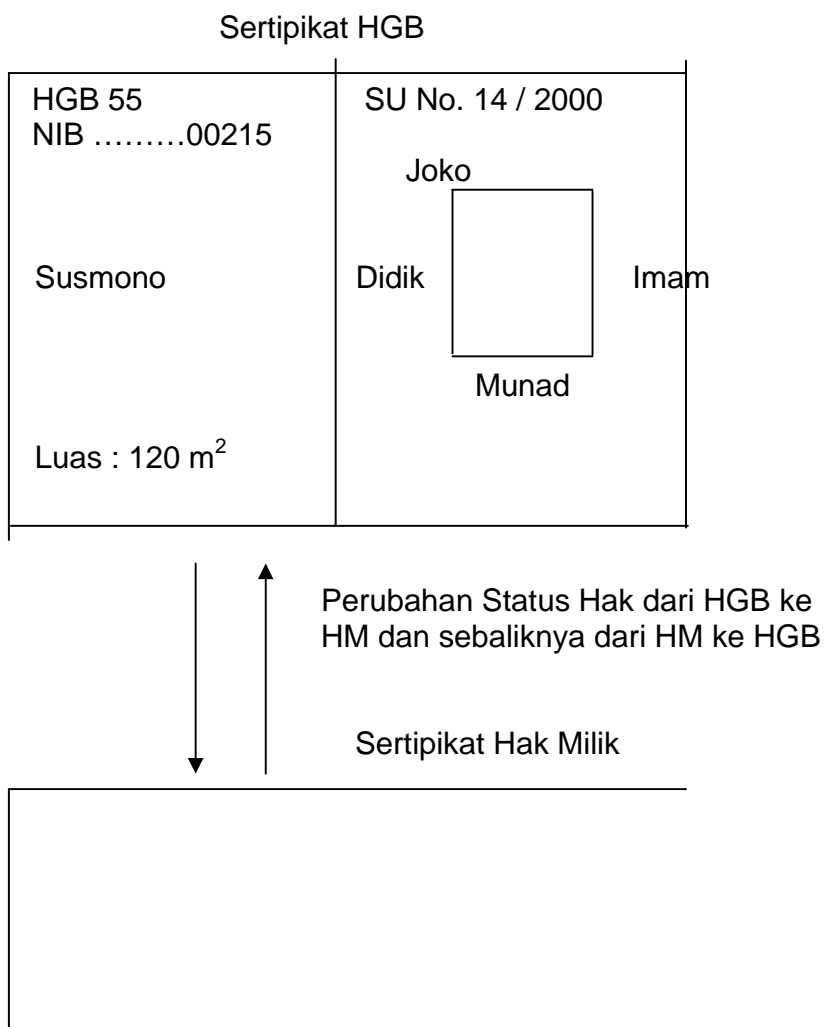 Sertipikat HGB
HGB 55
NIB ………00215
SU No. 14 / 2000
Joko
Susmono
Didik
Imam
Munad
Luas : 120 m²
Perubahan Status Hak dari HGB ke
HM dan sebaliknya dari HM ke HGB
Sertipikat Hak Milik